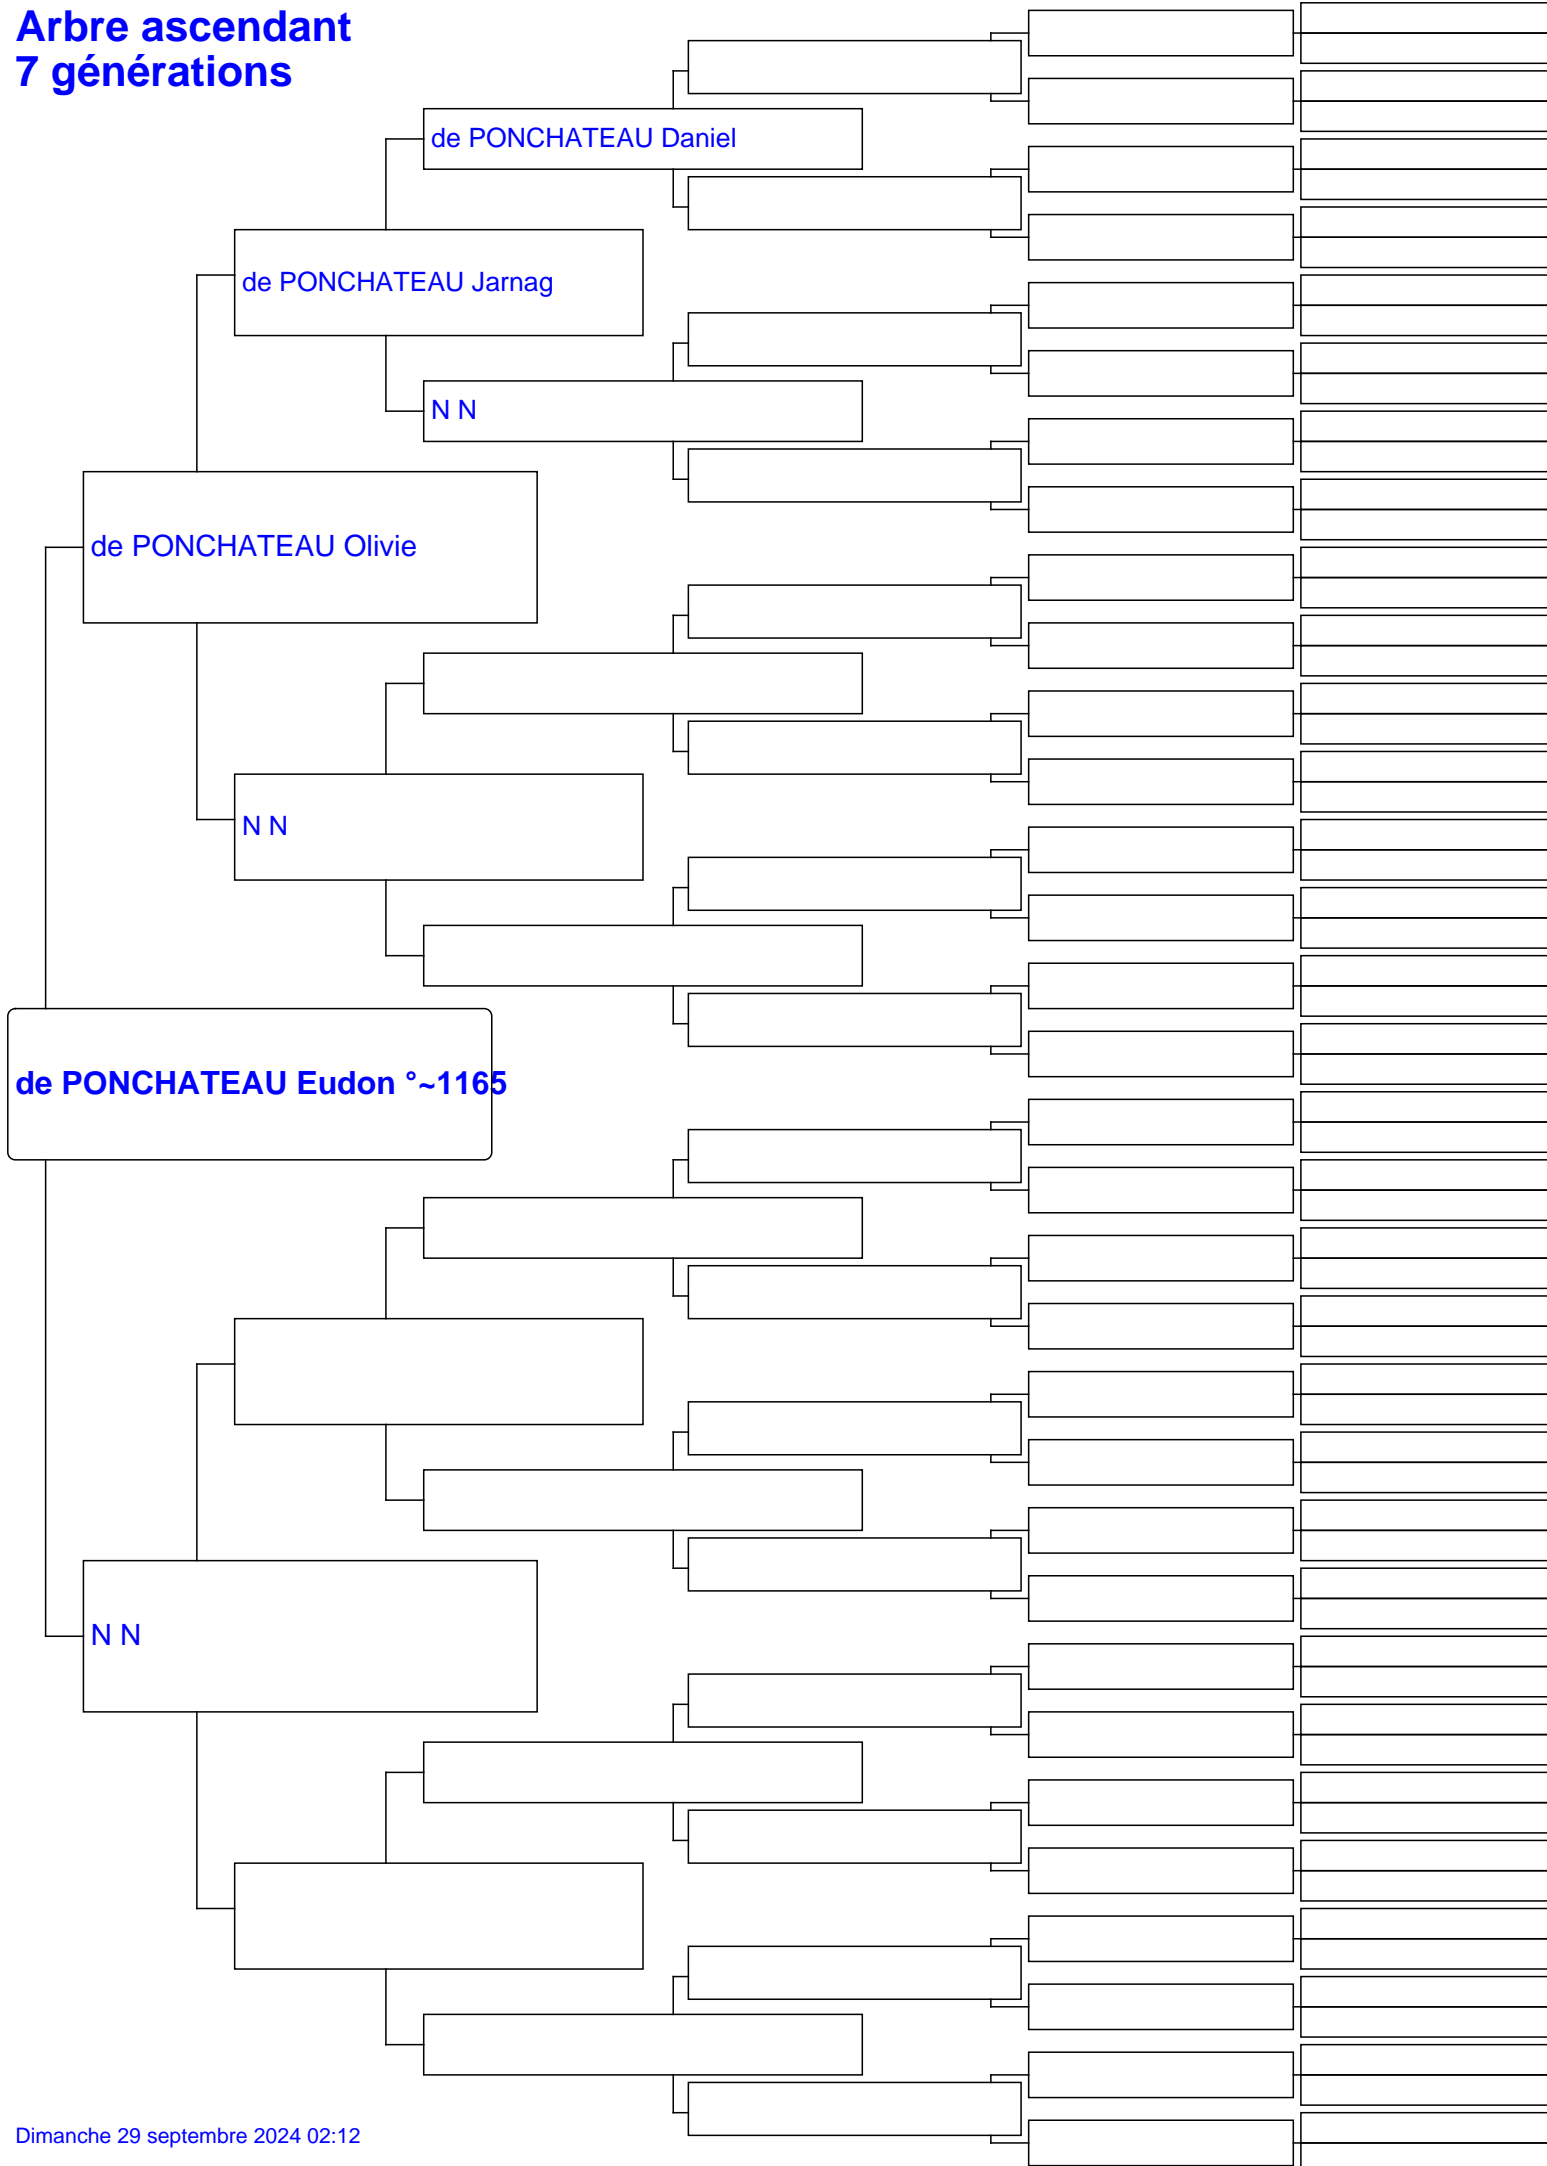 Arbre ascendant
7 générations
de PONCHATEAU Daniel
de PONCHATEAU Jarnag
N N
de PONCHATEAU Olivie
N N
de PONCHATEAU Eudon °~1165
N N
Dimanche 29 septembre 2024 02:12